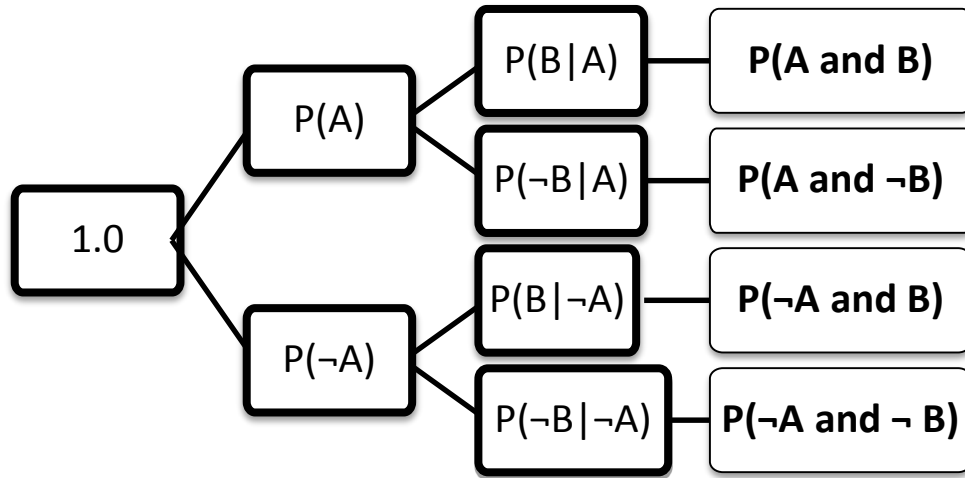 1.0
P(A)
P(¬A)
P(B|A)
P(¬B|A)
P(B|¬A)
P(¬B|¬A)
P(A and B)
P(A and ¬B)
P(¬A and B)
P(¬A and ¬ B)